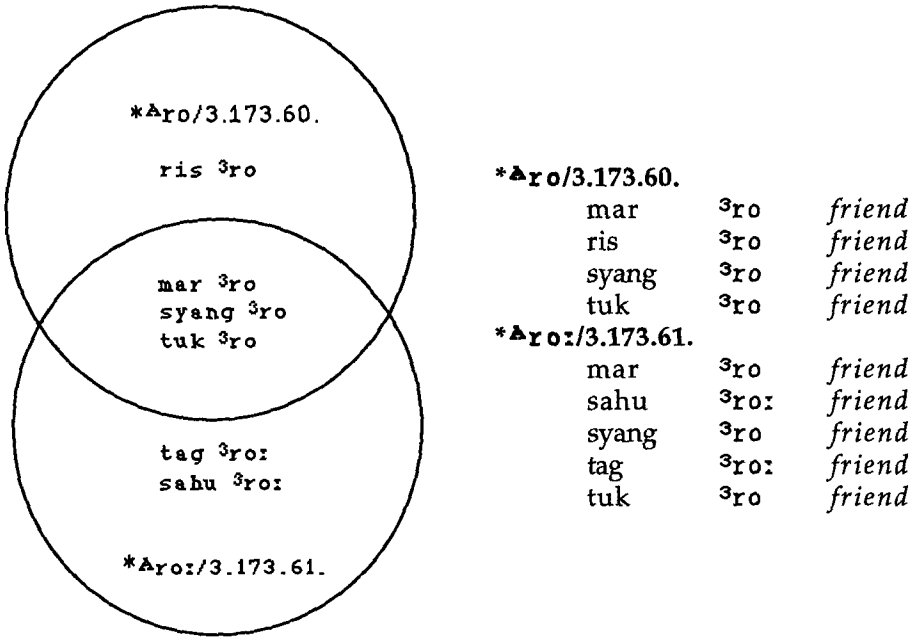 *ᴬro/3.173.60.
ris ³ro
mar ³ro
syang ³ro
tuk ³ro
tag ³ro:
sahu ³ro:
*ᴬro:/3.173.61.
*ᴬro/3.173.60.
mar ³ro friend
ris ³ro friend
syang ³ro friend
tuk ³ro friend
*ᴬro:/3.173.61.
mar ³ro friend
sahu ³ro: friend
syang ³ro friend
tag ³ro: friend
tuk ³ro friend